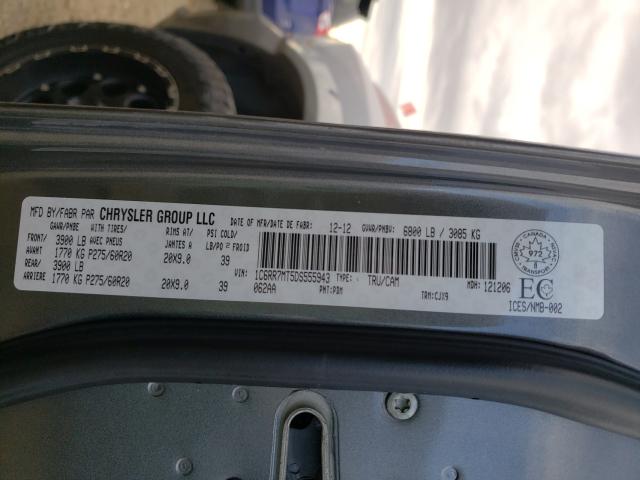 MFD BY/FABR PAR CHRYSLER GROUP LLC DATE OF MFR/DATE DE FABR: 12-12 GVWR/PNBV: 6800 LB / 3085 KG
GAWR/PNBE WITH TIRES/ RIMS AT/ PSI COLD/
FRONT/ 3900 LB AVEC PNEUS JANTES A LB/PO² FROID
AVANT 1770 KG P275/60R20 20X9.0 39
REAR/ 3900 LB
ARRIERE 1770 KG P275/60R20 20X9.0 39
VIN: 1C6RR7MT5DS555943 TYPE: TRU/CAM MDH: 121206
062AA PNT:PDM TRM:CJX9
CANADA
972
8
EC
ICES/NMB-002